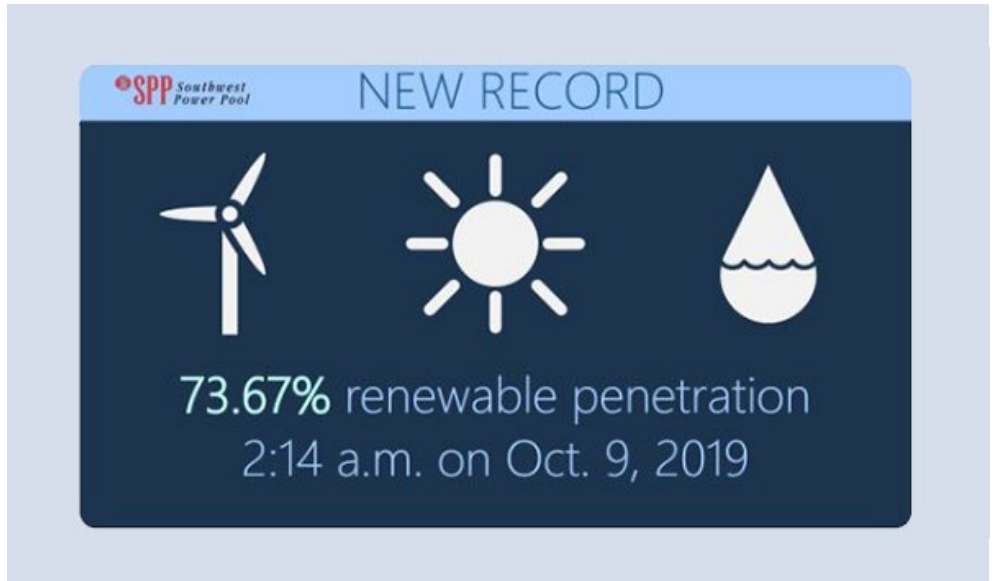 SPP Southwest
Power Pool
NEW RECORD
73.67% renewable penetration
2:14 a.m. on Oct. 9, 2019